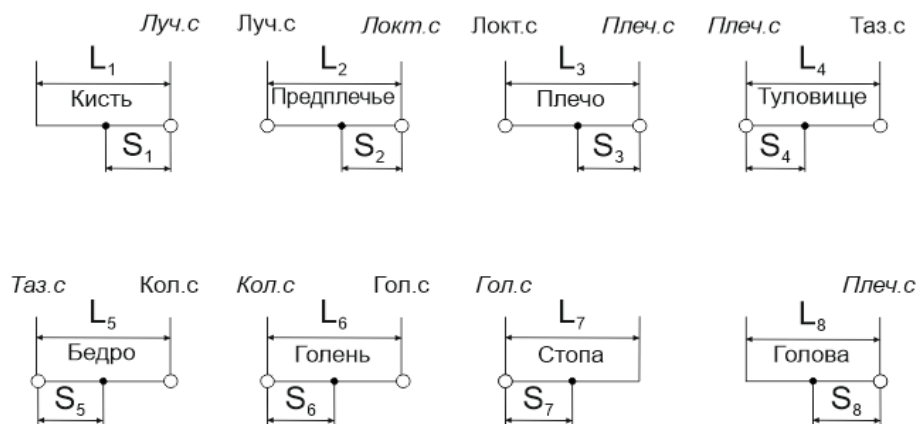 Луч.с Луч.с Локт.с Локт.с Плеч.с Плеч.с Таз.с
L1 L2 L3 L4
Кисть Предплечье Плечо Туловище
S1 S2 S3 S4
Таз.с Кол.с Кол.с Гол.с Гол.с Плеч.с
L5 L6 L7 L8
Бедро Голень Стопа Голова
S5 S6 S7 S8